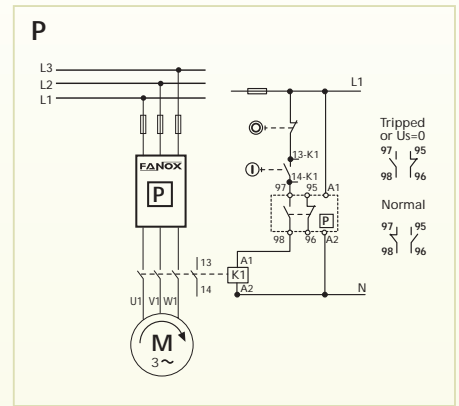 P
L3
L2
L1
L1
13-K1
14-K1
97 95 A1
P
98 96 A2
FANOX
P
13
14
A1
K1
A2
N
U1 V1 W1
M
3~
Tripped
or Us=0
97 95
98 96
Normal
97 95
98 96